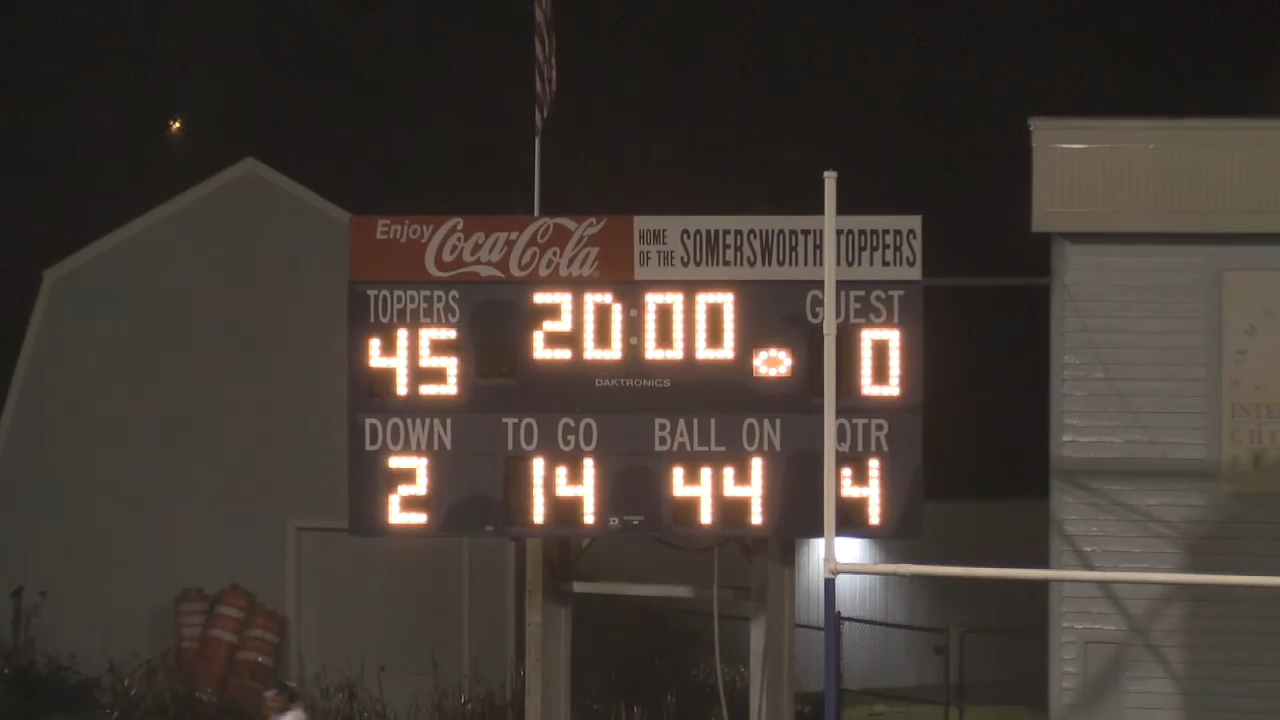 Enjoy Coca-Cola
HOME OF THE SOMERSWORTH TOPPERS
TOPPERS 20:00 GUEST
45 0
DAKTRONICS
DOWN TO GO BALL ON QTR
2 14 44 4